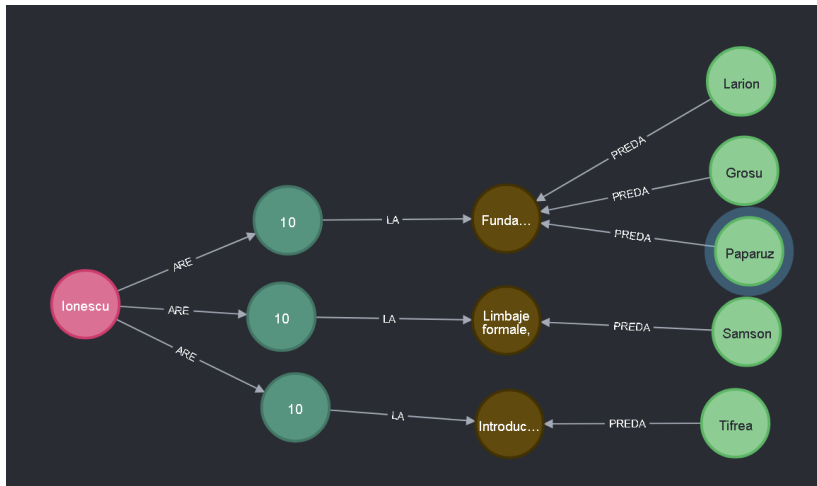 Larion
PREDA
Grosu
PREDA
10
LA
Funda...
PREDA
Paparuz
ARE
Ionescu
ARE
10
LA
Limbaje
formale,
PREDA
Samson
ARE
10
LA
Introduc...
PREDA
Tifrea